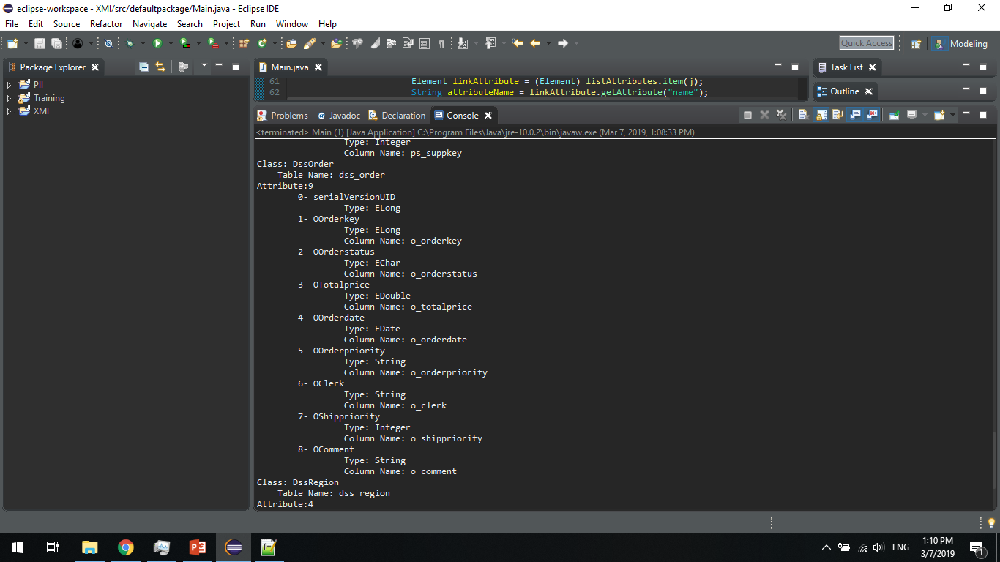 eclipse-workspace - XMI/src/defaultpackage/Main.java - Eclipse IDE
File Edit Source Refactor Navigate Search Project Run Window Help
Quick Access
Modeling
Package Explorer
PII
Training
XMI
Main.java
61 Element linkAttribute = (Element) listAttributes.item(j);
62 String attributeName = linkAttribute.getAttribute("name");
Task List
Outline
Problems Javadoc Declaration Console
<terminated> Main (1) [Java Application] C:\Program Files\Java\jre-10.0.2\bin\javaw.exe (Mar 7, 2019, 1:08:33 PM)
Type: Integer
Column Name: ps_suppkey
Class: DssOrder
Table Name: dss_order
Attribute:9
0- serialVersionUID
Type: ELong
1- OOrderkey
Type: ELong
Column Name: o_orderkey
2- OOrderstatus
Type: EChar
Column Name: o_orderstatus
3- OTotalprice
Type: EDouble
Column Name: o_totalprice
4- OOrderdate
Type: EDate
Column Name: o_orderdate
5- OOrderpriority
Type: String
Column Name: o_orderpriority
6- OClerk
Type: String
Column Name: o_clerk
7- OShippriority
Type: Integer
Column Name: o_shippriority
8- OComment
Type: String
Column Name: o_comment
Class: DssRegion
Table Name: dss_region
Attribute:4
ENG
1:10 PM
3/7/2019
1